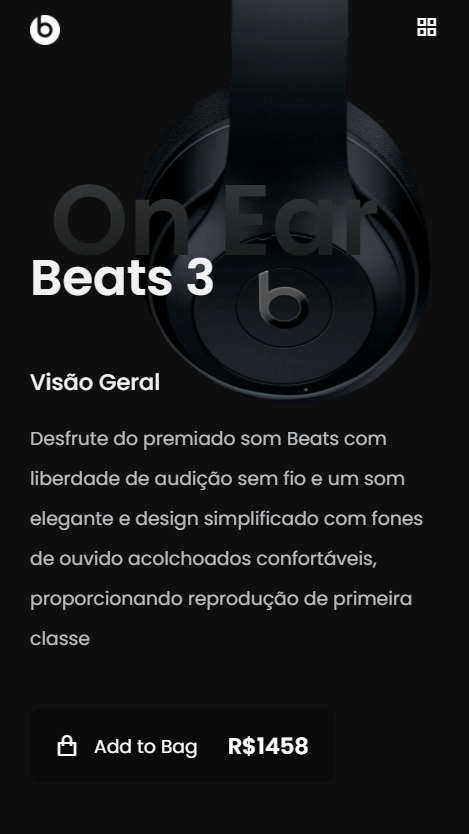 On Ear
Beats 3
Visão Geral
Desfrute do premiado som Beats com
liberdade de audição sem fio e um som
elegante e design simplificado com fones
de ouvido acolchoados confortáveis,
proporcionando reprodução de primeira
classe
Add to Bag R$1458